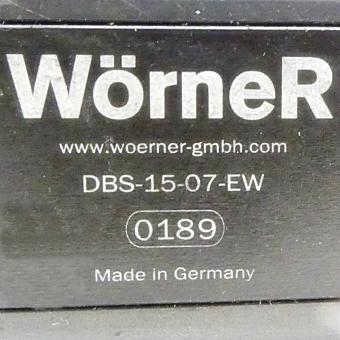 WörneR
www.woerner-gmbh.com
DBS-15-07-EW
0189
Made in Germany